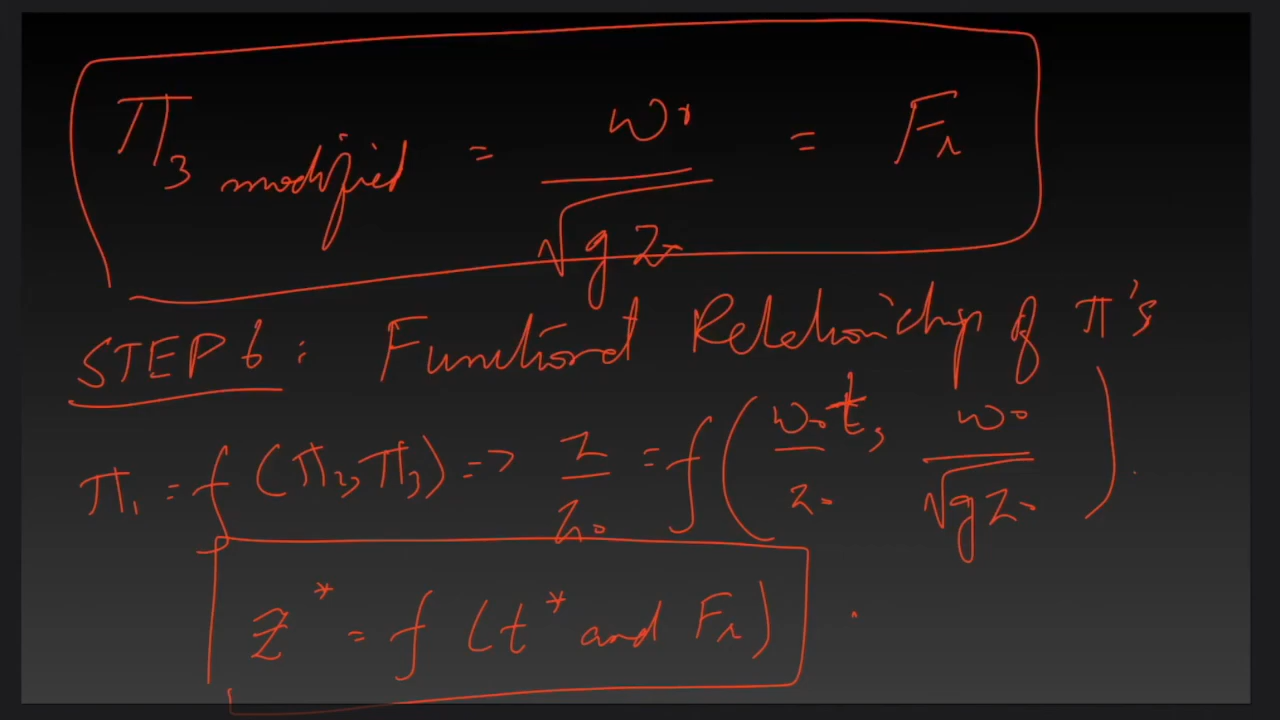 π₃ modified = w₀ / √(g z₀) = Fr
STEP 6 : Functional Relationship of π's
π₁ = f (π₂, π₃) => z / z₀ = f ( w₀t / z₀ , w₀ / √(g z₀) ).
z* = f (t* and Fr)